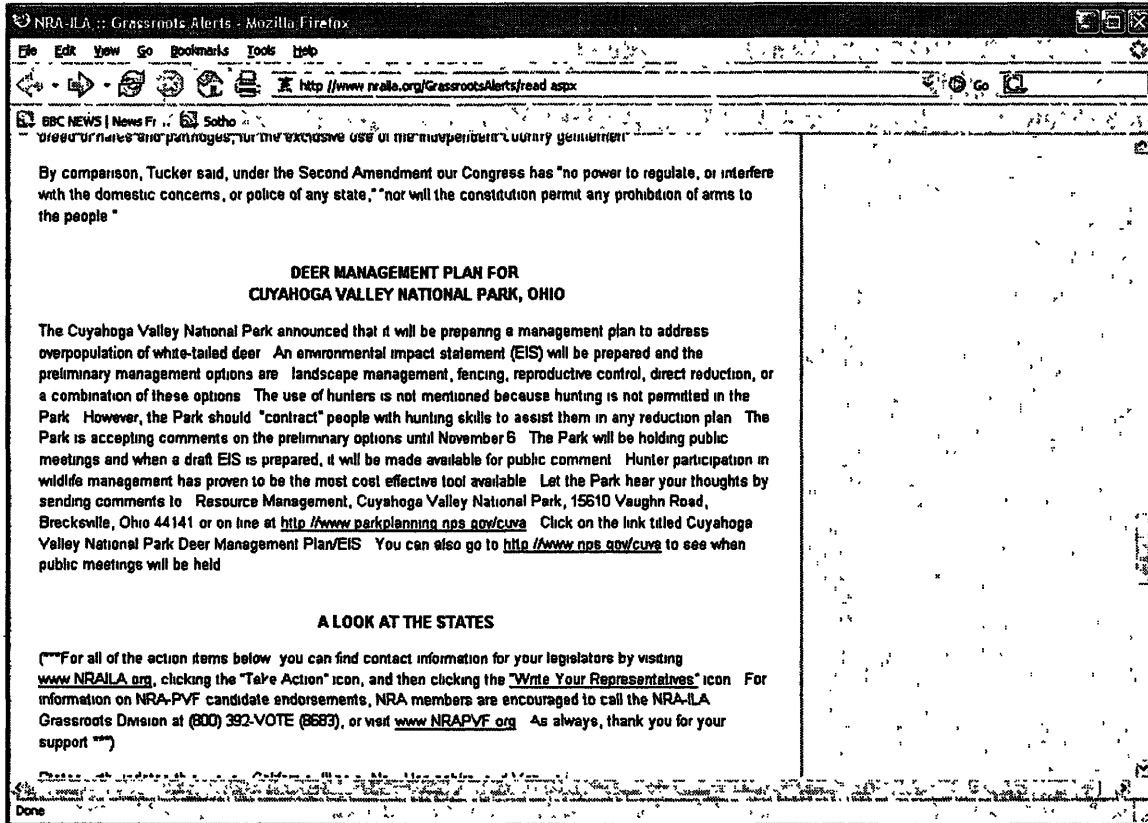 NRA-ILA :: Grassroots Alerts - Mozilla Firefox
File Edit View Go Bookmarks Tools Help
http://www nraila.org/GrassrootsAlerts/read aspx
Go
BBC NEWS | News Fr .. Sotho
breed of hares and partridges, for the exclusive use of the independent country gentlemen
By comparison, Tucker said, under the Second Amendment our Congress has "no power to regulate, or interfere
with the domestic concerns, or police of any state," "nor will the constitution permit any prohibition of arms to
the people "
DEER MANAGEMENT PLAN FOR
CUYAHOGA VALLEY NATIONAL PARK, OHIO
The Cuyahoga Valley National Park announced that it will be preparing a management plan to address
overpopulation of white-tailed deer An environmental impact statement (EIS) will be prepared and the
preliminary management options are landscape management, fencing, reproductive control, direct reduction, or
a combination of these options The use of hunters is not mentioned because hunting is not permitted in the
Park However, the Park should "contract" people with hunting skills to assist them in any reduction plan The
Park is accepting comments on the preliminary options until November 6 The Park will be holding public
meetings and when a draft EIS is prepared, it will be made available for public comment Hunter participation in
wildlife management has proven to be the most cost effective tool available Let the Park hear your thoughts by
sending comments to Resource Management, Cuyahoga Valley National Park, 15610 Vaughn Road,
Brecksville, Ohio 44141 or on line at http //www parkplanning nps gov/cuva Click on the link titled Cuyahoga
Valley National Park Deer Management Plan/EIS You can also go to http //www nps gov/cuva to see when
public meetings will be held
A LOOK AT THE STATES
(***For all of the action items below you can find contact information for your legislators by visiting
www NRAILA org, clicking the "Take Action" icon, and then clicking the "Write Your Representatives" icon For
information on NRA-PVF candidate endorsements, NRA members are encouraged to call the NRA-ILA
Grassroots Division at (800) 392-VOTE (8683), or visit www NRAPVF org As always, thank you for your
support ***)
Done